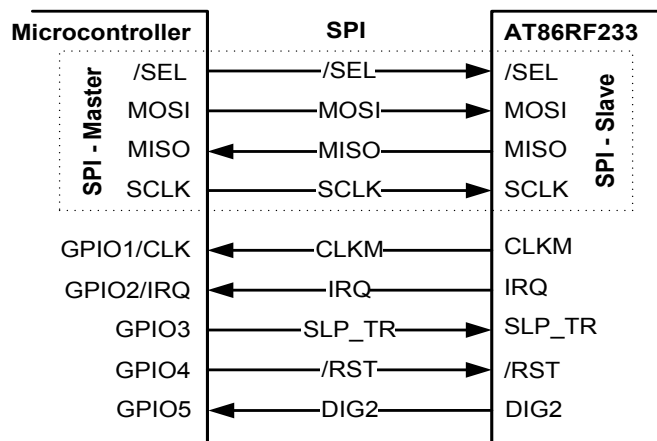 Microcontroller SPI AT86RF233
/SEL /SEL /SEL
MOSI MOSI MOSI
MISO MISO MISO
SCLK SCLK SCLK
SPI - Master
SPI - Slave
GPIO1/CLK CLKM CLKM
GPIO2/IRQ IRQ IRQ
GPIO3 SLP_TR SLP_TR
GPIO4 /RST /RST
GPIO5 DIG2 DIG2